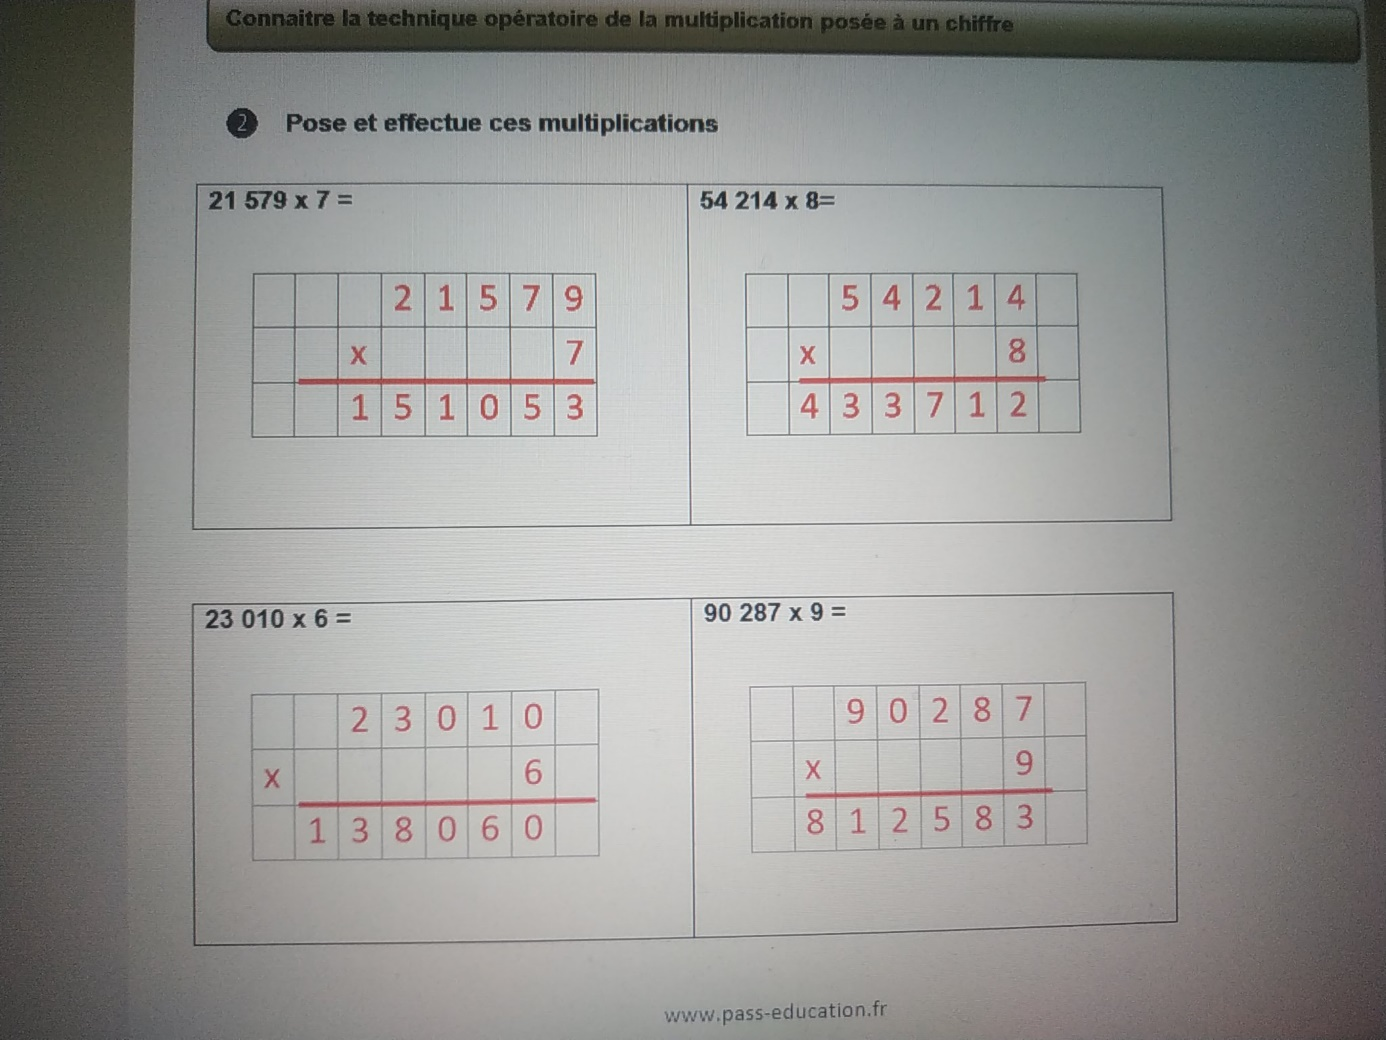 Connaitre la technique opératoire de la multiplication posée à un chiffre
2 Pose et effectue ces multiplications
21 579 x 7 =
2 1 5 7 9
x 7
1 5 1 0 5 3
54 214 x 8=
5 4 2 1 4
x 8
4 3 3 7 1 2
23 010 x 6 =
2 3 0 1 0
x 6
1 3 8 0 6 0
90 287 x 9 =
9 0 2 8 7
x 9
8 1 2 5 8 3
www.pass-education.fr